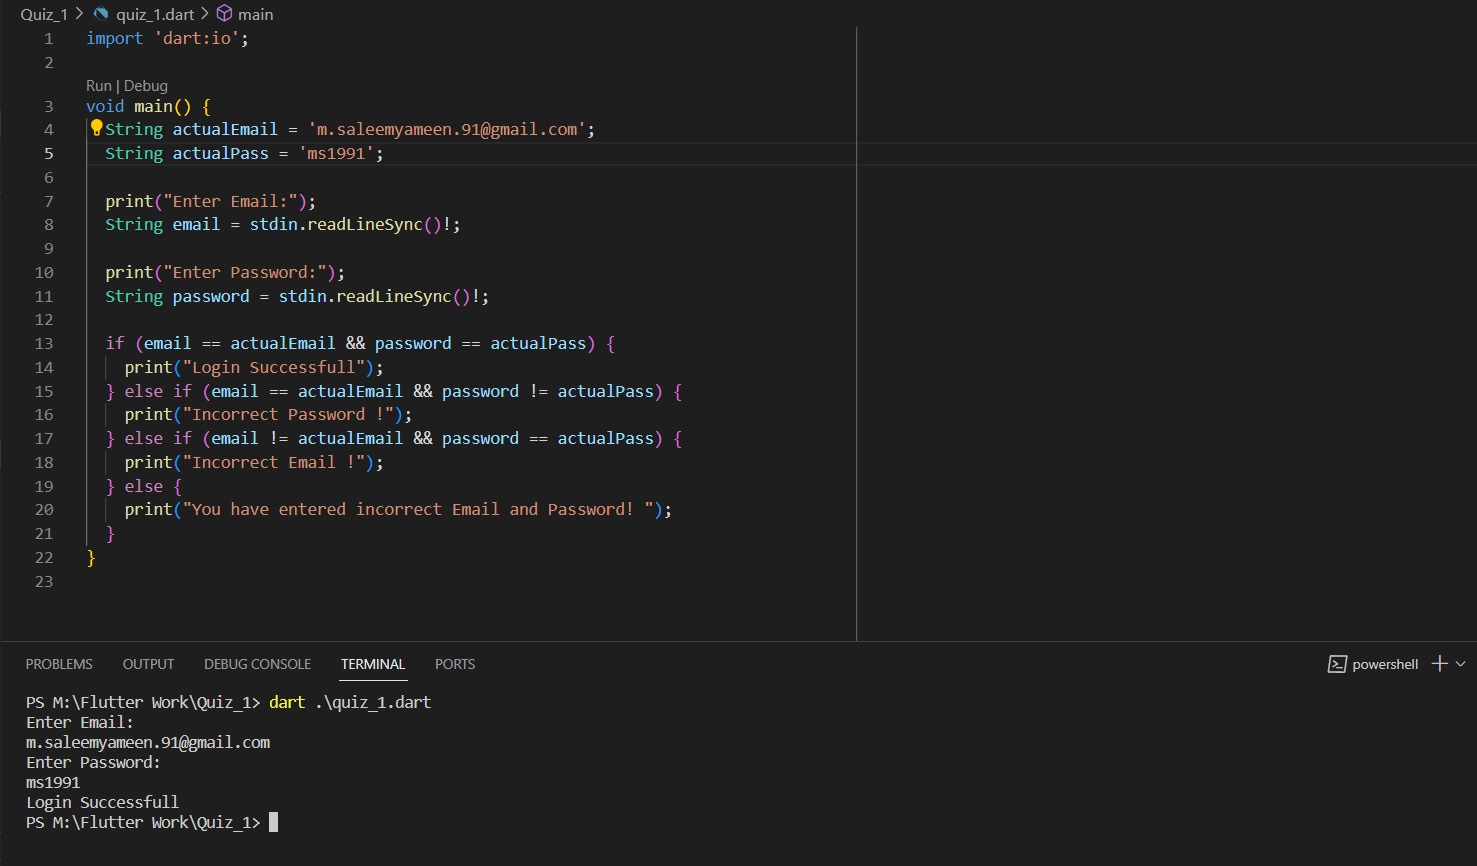 Quiz_1 > quiz_1.dart > main
1 import 'dart:io';
2
Run | Debug
3 void main() {
4 String actualEmail = 'm.saleemyameen.91@gmail.com';
5 String actualPass = 'ms1991';
6
7 print("Enter Email:");
8 String email = stdin.readLineSync()!;
9
10 print("Enter Password:");
11 String password = stdin.readLineSync()!;
12
13 if (email == actualEmail && password == actualPass) {
14 print("Login Successfull");
15 } else if (email == actualEmail && password != actualPass) {
16 print("Incorrect Password !");
17 } else if (email != actualEmail && password == actualPass) {
18 print("Incorrect Email !");
19 } else {
20 print("You have entered incorrect Email and Password! ");
21 }
22 }
23
PROBLEMS OUTPUT DEBUG CONSOLE TERMINAL PORTS powershell
PS M:\Flutter Work\Quiz_1> dart .\quiz_1.dart
Enter Email:
m.saleemyameen.91@gmail.com
Enter Password:
ms1991
Login Successfull
PS M:\Flutter Work\Quiz_1>